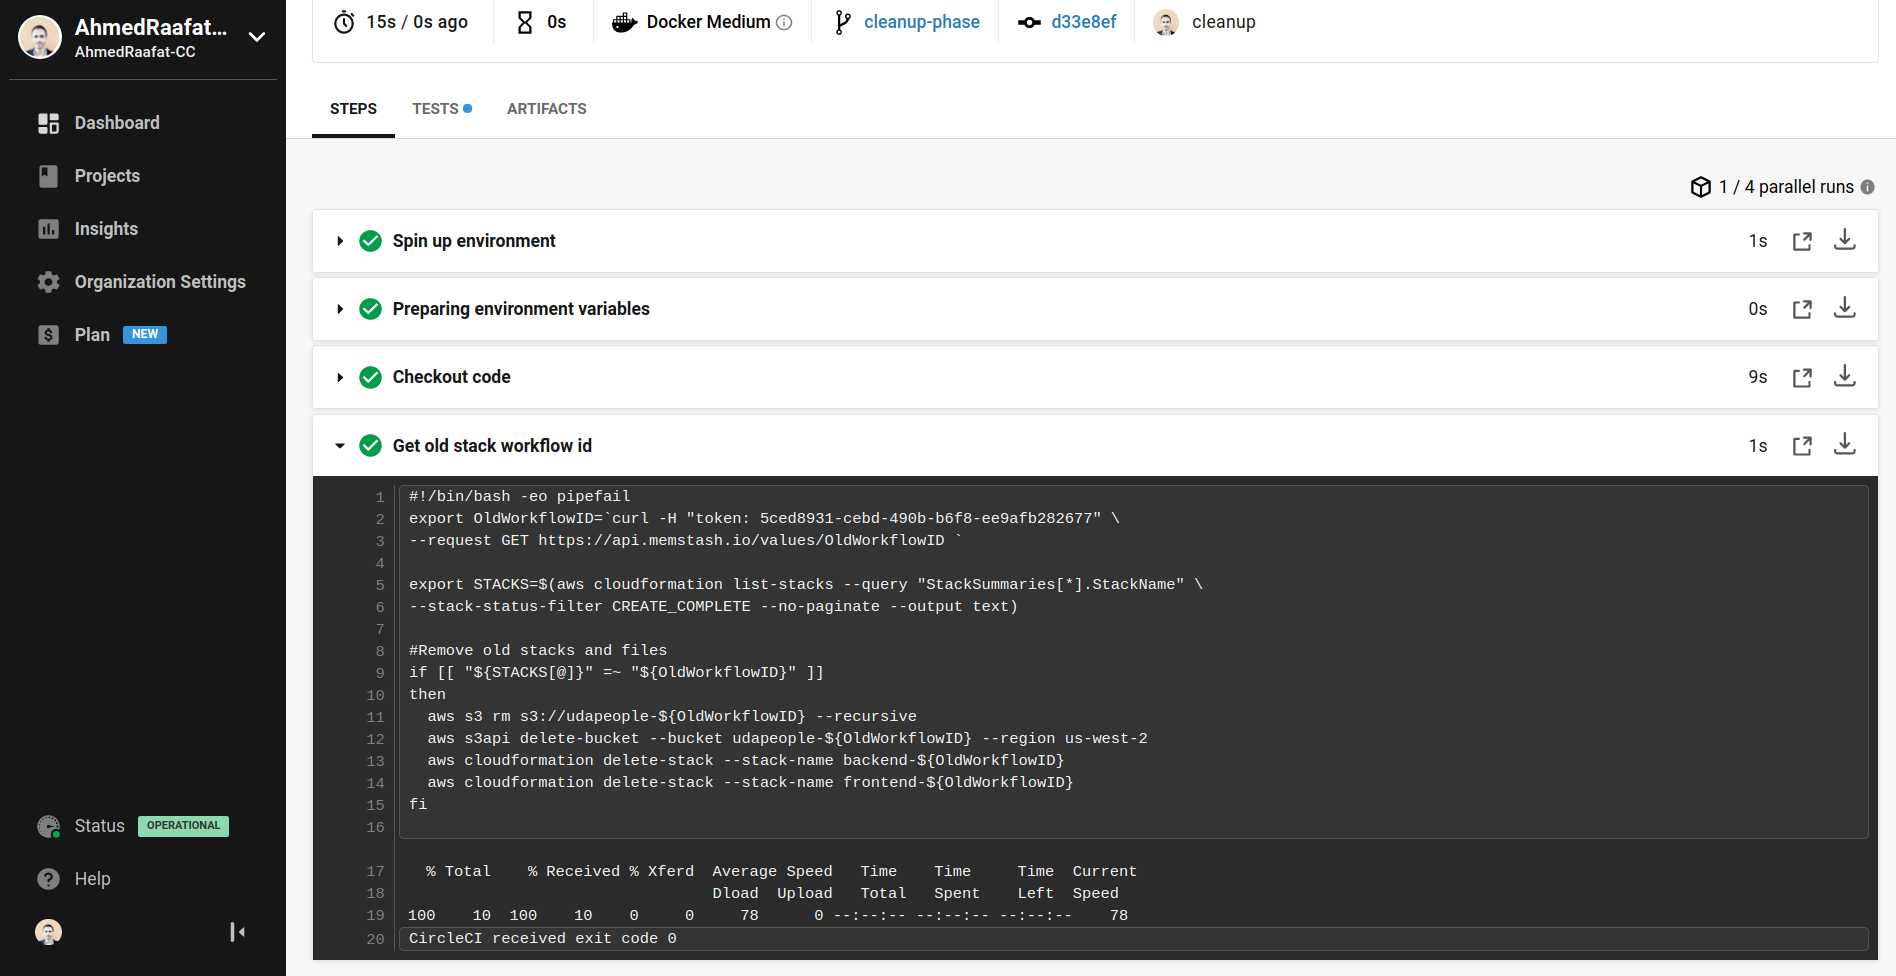 AhmedRaafat...
AhmedRaafat-CC
Dashboard
Projects
Insights
Organization Settings
Plan NEW
Status OPERATIONAL
Help
15s / 0s ago 0s Docker Medium cleanup-phase d33e8ef cleanup
STEPS TESTS ARTIFACTS
1 / 4 parallel runs
Spin up environment 1s
Preparing environment variables 0s
Checkout code 9s
Get old stack workflow id 1s
1 #!/bin/bash -eo pipefail
2 export OldWorkflowID=`curl -H "token: 5ced8931-cebd-490b-b6f8-ee9afb282677" \
3 --request GET https://api.memstash.io/values/OldWorkflowID `
4
5 export STACKS=$(aws cloudformation list-stacks --query "StackSummaries[*].StackName" \
6 --stack-status-filter CREATE_COMPLETE --no-paginate --output text)
7
8 #Remove old stacks and files
9 if [[ "${STACKS[@]}" =~ "${OldWorkflowID}" ]]
10 then
11   aws s3 rm s3://udapeople-${OldWorkflowID} --recursive
12   aws s3api delete-bucket --bucket udapeople-${OldWorkflowID} --region us-west-2
13   aws cloudformation delete-stack --stack-name backend-${OldWorkflowID}
14   aws cloudformation delete-stack --stack-name frontend-${OldWorkflowID}
15 fi
16
17   % Total    % Received % Xferd  Average Speed   Time    Time     Time  Current
18                                  Dload  Upload   Total   Spent    Left  Speed
19 100    10  100    10    0     0     78      0 --:--:-- --:--:-- --:--:--    78
20 CircleCI received exit code 0